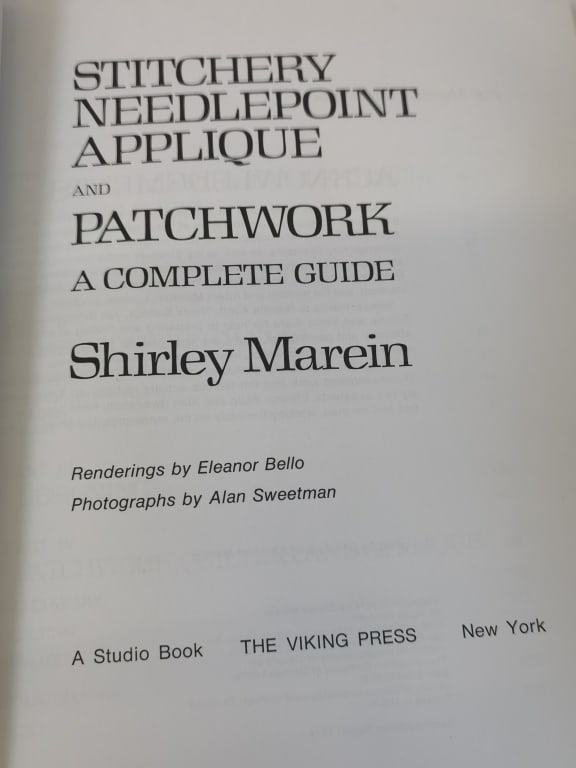 STITCHERY
NEEDLEPOINT
APPLIQUE
AND
PATCHWORK
A COMPLETE GUIDE
Shirley Marein
Renderings by Eleanor Bello
Photographs by Alan Sweetman
A Studio Book THE VIKING PRESS New York